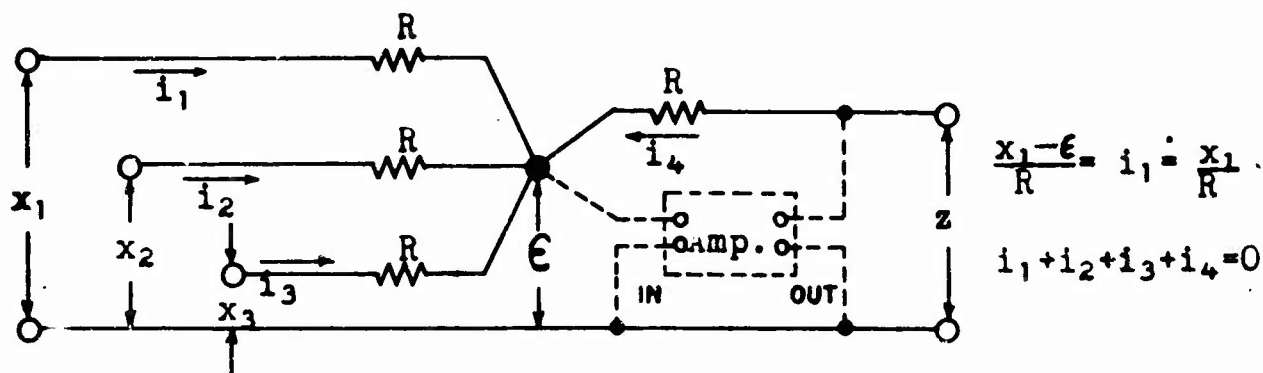 R
i₁
R
i₄
R
i₂
x₁
x₂
R
i₃
x₃
ε
Amp.
IN
OUT
z
(x₁-ε)/R = i₁ ≐ x₁/R
i₁+i₂+i₃+i₄=0